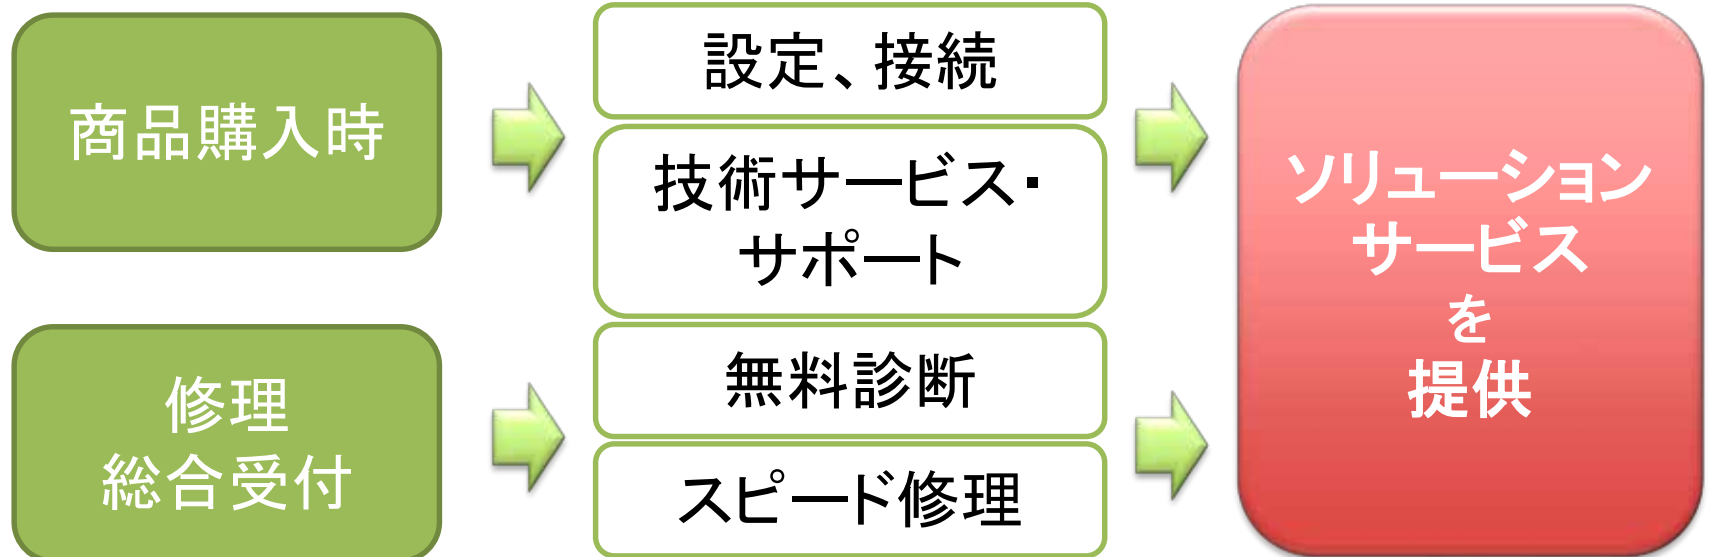 商品購入時
設定、接続
技術サービス・
サポート
修理
総合受付
無料診断
スピード修理
ソリューション
サービス
を
提供